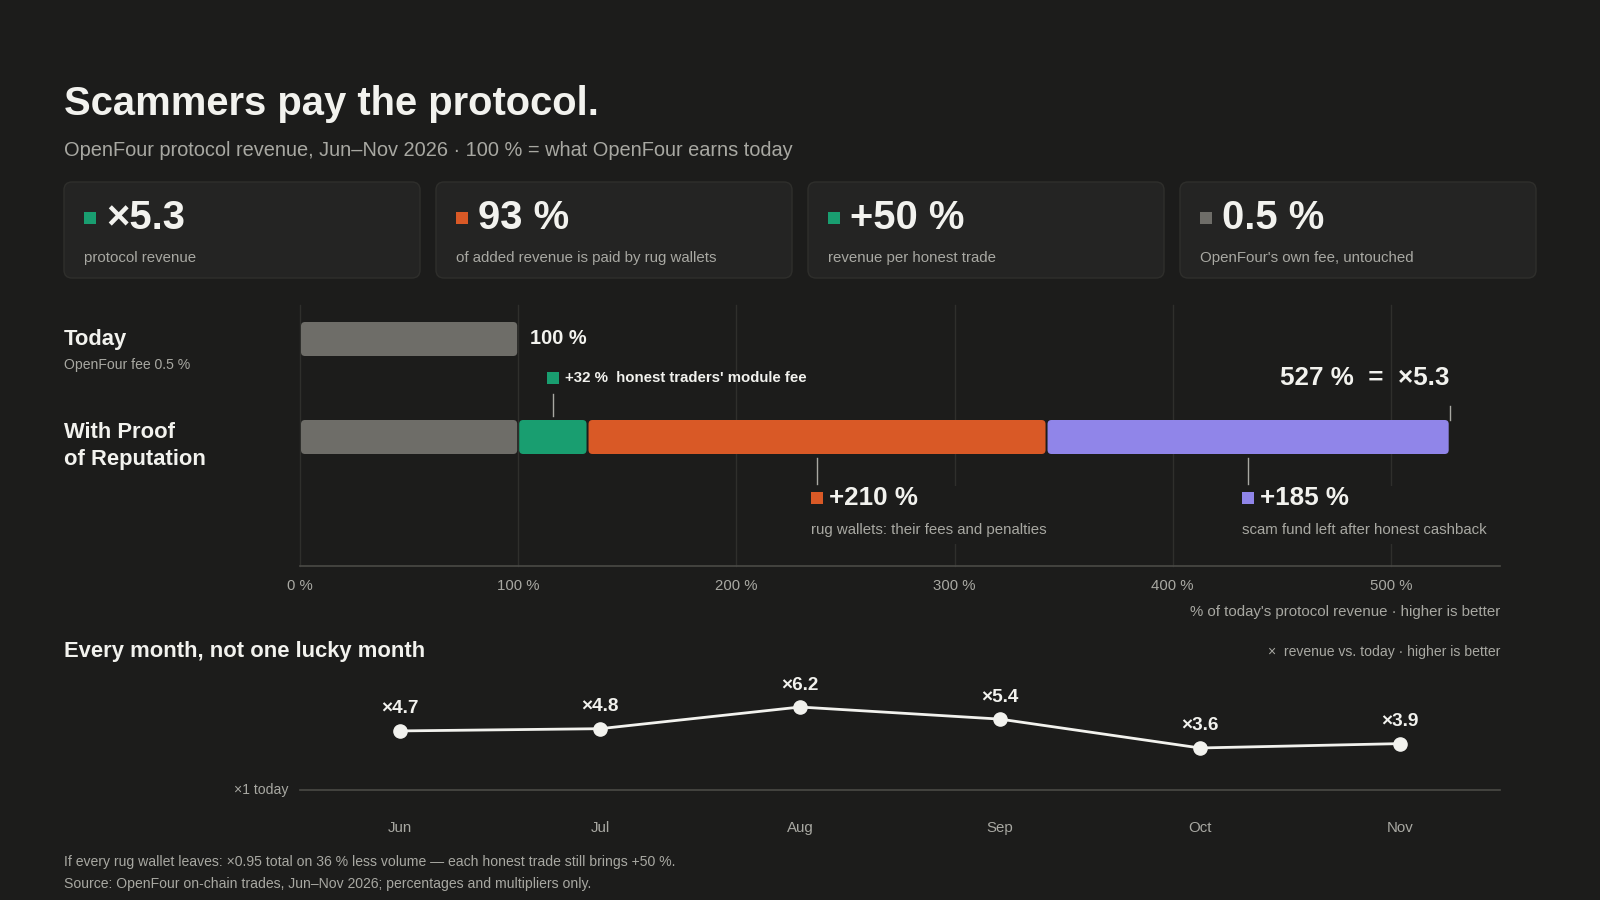 Scammers pay the protocol.
OpenFour protocol revenue, Jun–Nov 2026 · 100 % = what OpenFour earns today
×5.3
protocol revenue
93 %
of added revenue is paid by rug wallets
+50 %
revenue per honest trade
0.5 %
OpenFour's own fee, untouched
Today
OpenFour fee 0.5 %
100 %
+32 % honest traders' module fee
527 % = ×5.3
With Proof
of Reputation
+210 %
rug wallets: their fees and penalties
+185 %
scam fund left after honest cashback
0 % 100 % 200 % 300 % 400 % 500 %
% of today's protocol revenue · higher is better
Every month, not one lucky month
× revenue vs. today · higher is better
×4.7 ×4.8 ×6.2 ×5.4 ×3.6 ×3.9
×1 today
Jun Jul Aug Sep Oct Nov
If every rug wallet leaves: ×0.95 total on 36 % less volume — each honest trade still brings +50 %.
Source: OpenFour on-chain trades, Jun–Nov 2026; percentages and multipliers only.